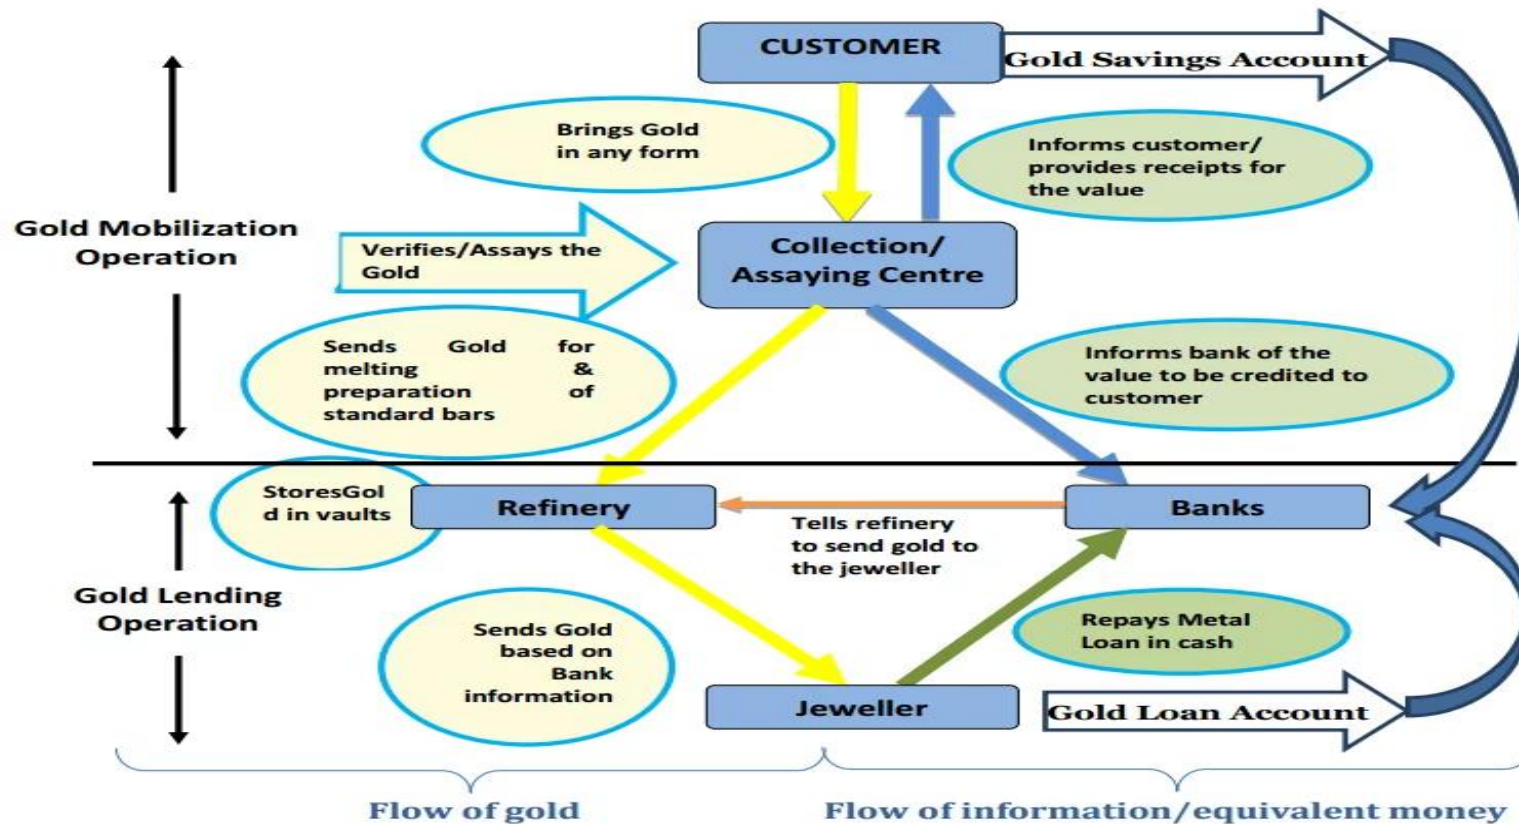 CUSTOMER
Gold Savings Account
Brings Gold
in any form
Informs customer/
provides receipts for
the value
Gold Mobilization
Operation
Verifies/Assays the
Gold
Collection/
Assaying Centre
Sends Gold for
melting &
preparation of
standard bars
Informs bank of the
value to be credited to
customer
StoresGol
d in vaults
Refinery
Banks
Tells refinery
to send gold to
the jeweller
Gold Lending
Operation
Sends Gold
based on
Bank
information
Repays Metal
Loan in cash
Jeweller
Gold Loan Account
Flow of gold
Flow of information/equivalent money